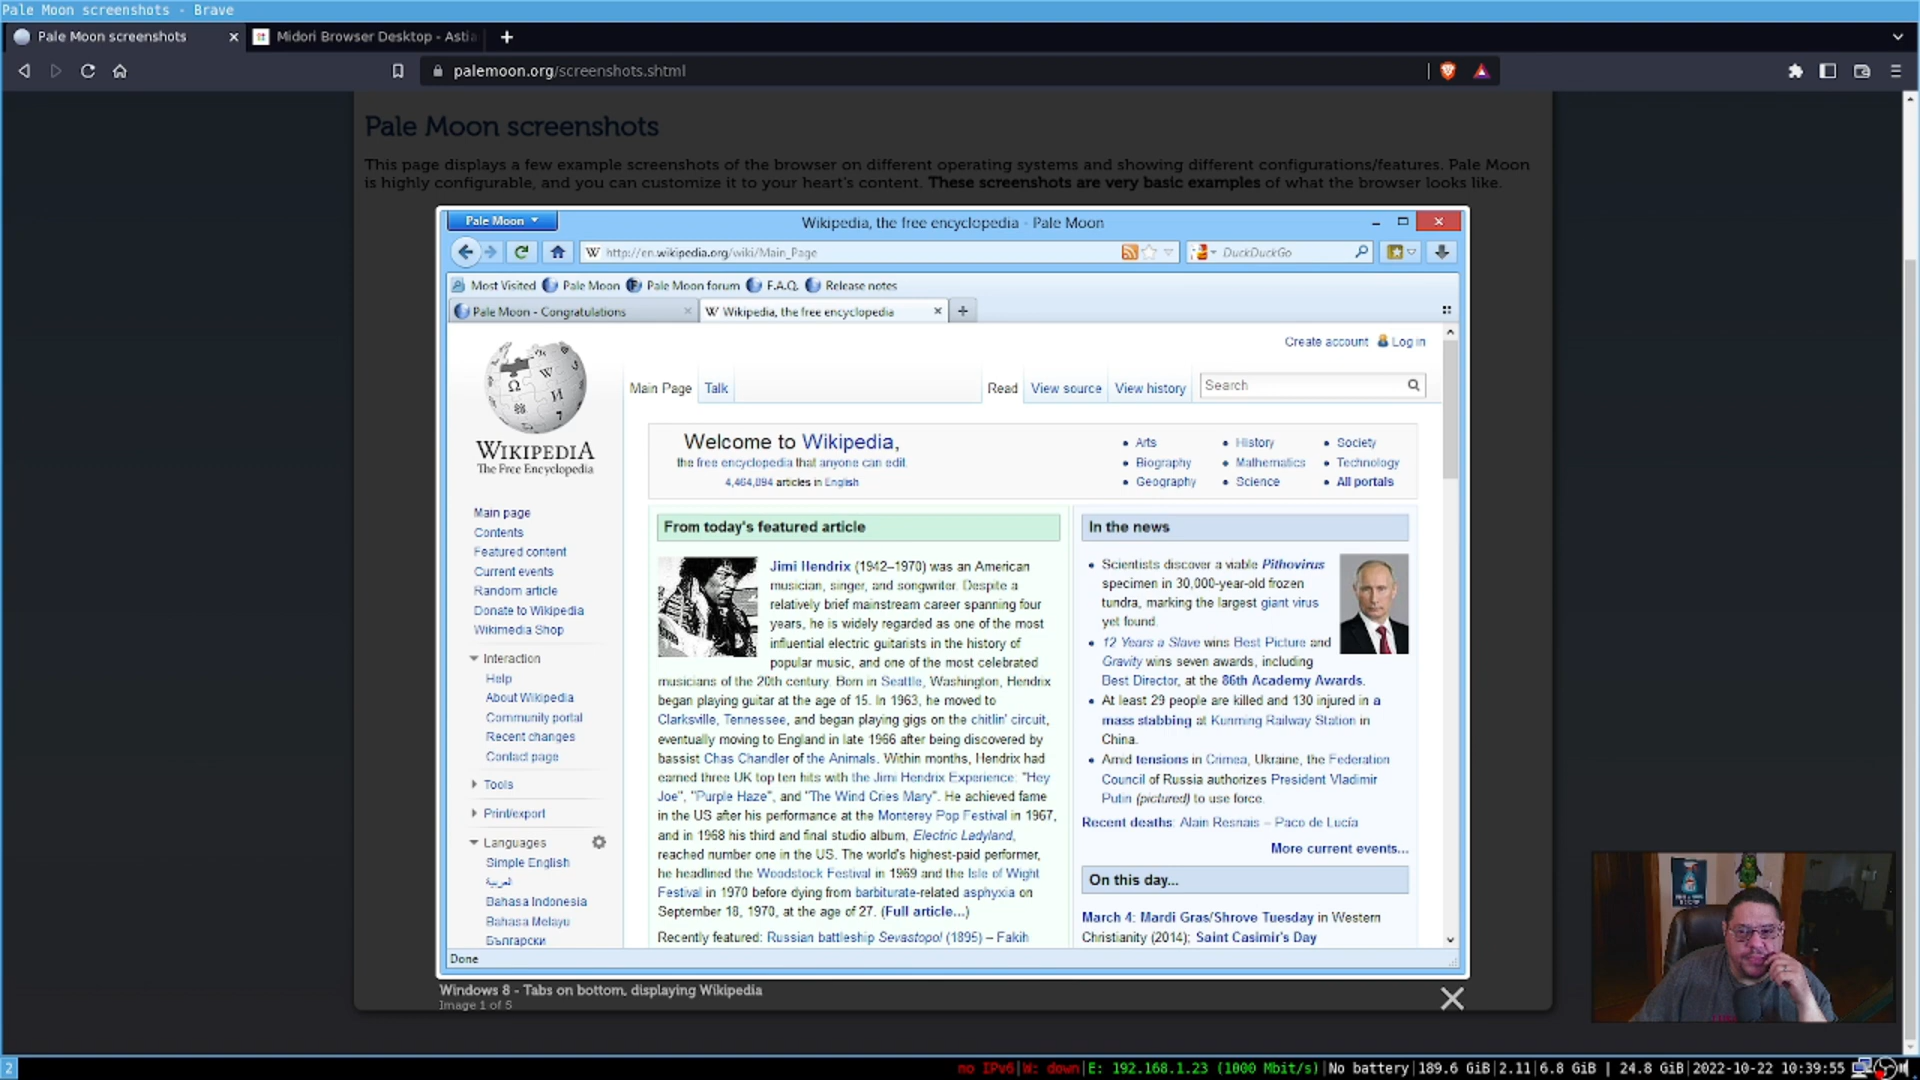 Pale Moon screenshots - Brave
Pale Moon screenshots
Midori Browser Desktop - Astia
palemoon.org/screenshots.shtml
Pale Moon screenshots
This page displays a few example screenshots of the browser on different operating systems and showing different configurations/features. Pale Moon
is highly configurable, and you can customize it to your heart's content. These screenshots are very basic examples of what the browser looks like.
Pale Moon
Wikipedia, the free encyclopedia - Pale Moon
http://en.wikipedia.org/wiki/Main_Page
DuckDuckGo
Most Visited Pale Moon Pale Moon forum F.A.Q. Release notes
Pale Moon - Congratulations
Wikipedia, the free encyclopedia
Create account Log in
Main Page Talk
Read View source View history
Search
WIKIPEDIA
The Free Encyclopedia
Main page
Contents
Featured content
Current events
Random article
Donate to Wikipedia
Wikimedia Shop
Interaction
Help
About Wikipedia
Community portal
Recent changes
Contact page
Tools
Print/export
Languages
Simple English
العربية
Bahasa Indonesia
Bahasa Melayu
Български
Welcome to Wikipedia,
the free encyclopedia that anyone can edit.
4,464,894 articles in English
Arts
Biography
Geography
History
Mathematics
Science
Society
Technology
All portals
From today's featured article
Jimi Hendrix (1942–1970) was an American
musician, singer, and songwriter. Despite a
relatively brief mainstream career spanning four
years, he is widely regarded as one of the most
influential electric guitarists in the history of
popular music, and one of the most celebrated
musicians of the 20th century. Born in Seattle, Washington, Hendrix
began playing guitar at the age of 15. In 1963, he moved to
Clarksville, Tennessee, and began playing gigs on the chitlin' circuit,
eventually moving to England in late 1966 after being discovered by
bassist Chas Chandler of the Animals. Within months, Hendrix had
earned three UK top ten hits with the Jimi Hendrix Experience: "Hey
Joe", "Purple Haze", and "The Wind Cries Mary". He achieved fame
in the US after his performance at the Monterey Pop Festival in 1967,
and in 1968 his third and final studio album, Electric Ladyland,
reached number one in the US. The world's highest-paid performer,
he headlined the Woodstock Festival in 1969 and the Isle of Wight
Festival in 1970 before dying from barbiturate-related asphyxia on
September 18, 1970, at the age of 27. (Full article...)
Recently featured: Russian battleship Sevastopol (1895) – Fakih
In the news
Scientists discover a viable Pithovirus
specimen in 30,000-year-old frozen
tundra, marking the largest giant virus
yet found.
12 Years a Slave wins Best Picture and
Gravity wins seven awards, including
Best Director, at the 86th Academy Awards.
At least 29 people are killed and 130 injured in a
mass stabbing at Kunming Railway Station in
China.
Amid tensions in Crimea, Ukraine, the Federation
Council of Russia authorizes President Vladimir
Putin (pictured) to use force.
Recent deaths: Alain Resnais – Paco de Lucía
More current events...
On this day...
March 4: Mardi Gras/Shrove Tuesday in Western
Christianity (2014); Saint Casimir's Day
Done
Windows 8 - Tabs on bottom, displaying Wikipedia
Image 1 of 5
2
no IPv6|W: down|E: 192.168.1.23 (1000 Mbit/s)|No battery|189.6 GiB|2.11|6.8 GiB | 24.8 GiB|2022-10-22 10:39:55